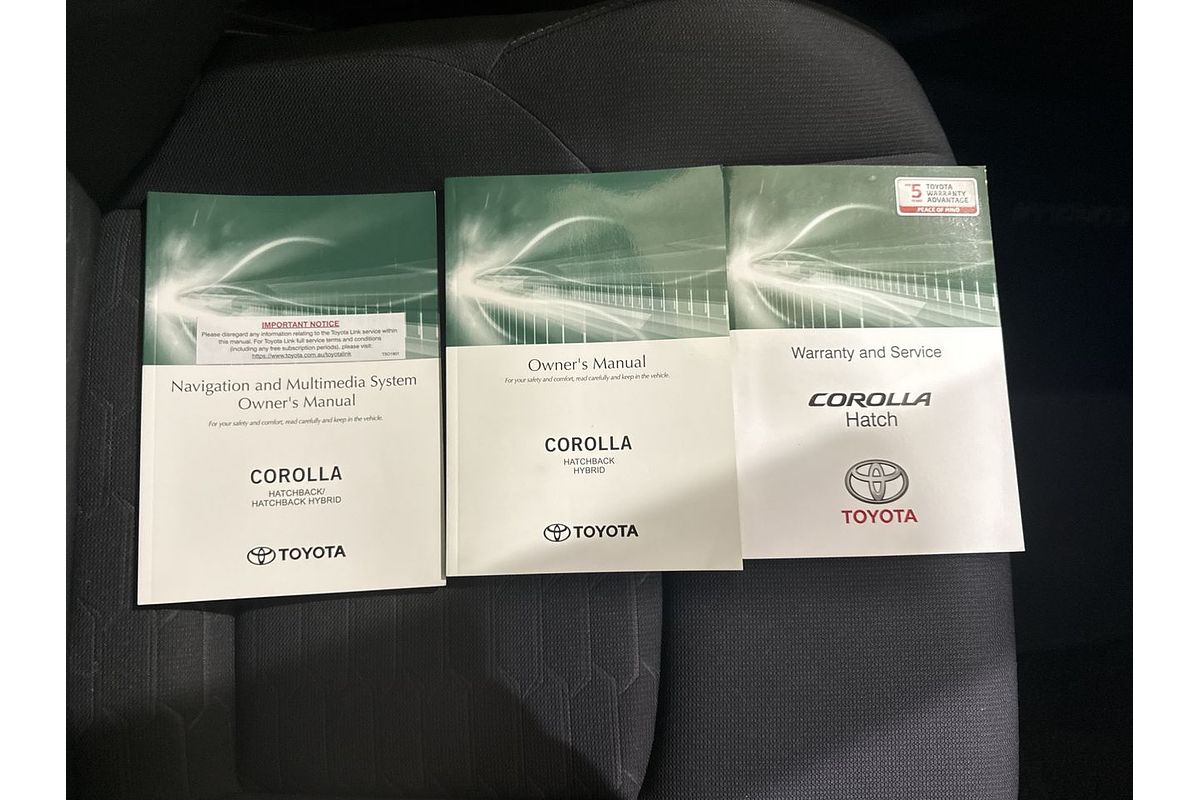 IMPORTANT NOTICE
Please disregard any information relating to the Toyota Link service within
this manual. For Toyota Link full service terms and conditions
(including any free subscription periods), please visit:
https://www.toyota.com.au/toyotalink
Navigation and Multimedia System
Owner's Manual
For your safety and comfort, read carefully and keep in the vehicle.
COROLLA
HATCHBACK/
HATCHBACK HYBRID
TOYOTA
Owner's Manual
For your safety and comfort, read carefully and keep in the vehicle.
COROLLA
HATCHBACK
HYBRID
TOYOTA
5
TOYOTA
WARRANTY
ADVANTAGE
PEACE OF MIND
Warranty and Service
COROLLA
Hatch
TOYOTA